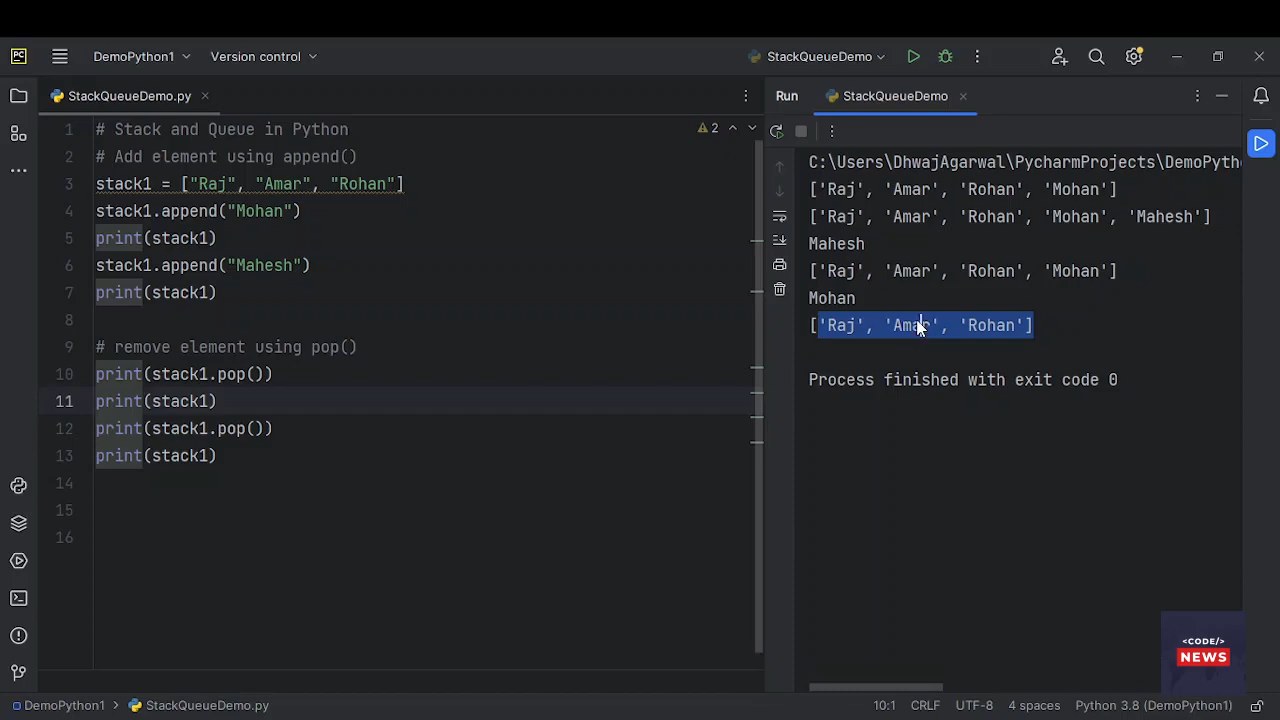 PC
DemoPython1
Version control
StackQueueDemo
StackQueueDemo.py
1 # Stack and Queue in Python
2 # Add element using append()
3 stack1 = ["Raj", "Amar", "Rohan"]
4 stack1.append("Mohan")
5 print(stack1)
6 stack1.append("Mahesh")
7 print(stack1)
8
9 # remove element using pop()
10 print(stack1.pop())
11 print(stack1)
12 print(stack1.pop())
13 print(stack1)
14
15
16
2
Run
StackQueueDemo
C:\Users\DhwajAgarwal\PycharmProjects\DemoPyth
['Raj', 'Amar', 'Rohan', 'Mohan']
['Raj', 'Amar', 'Rohan', 'Mohan', 'Mahesh']
Mahesh
['Raj', 'Amar', 'Rohan', 'Mohan']
Mohan
['Raj', 'Amar', 'Rohan']
Process finished with exit code 0
<CODE/>
NEWS
DemoPython1 > StackQueueDemo.py
10:1 CRLF UTF-8 4 spaces Python 3.8 (DemoPython1)